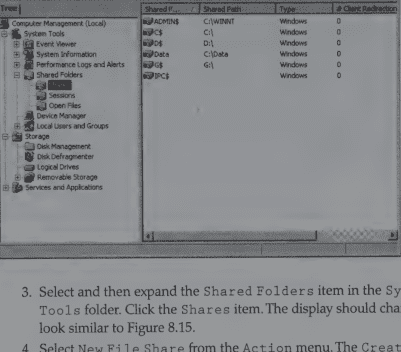 Tree
Shared F... Shared Path Type # Client Redirection
Computer Management (Local)
System Tools
Event Viewer
System Information
Performance Logs and Alerts
Shared Folders
Sessions
Open Files
Device Manager
Local Users and Groups
Storage
Disk Management
Disk Defragmenter
Logical Drives
Removable Storage
Services and Applications
ADMIN$ C:\WINNT Windows 0
C$ C:\ Windows 0
D$ D:\ Windows 0
Data C:\Data Windows 0
G$ G:\ Windows 0
IPC$ Windows 0
3. Select and then expand the Shared Folders item in the Sy
Tools folder. Click the Shares item. The display should cha
look similar to Figure 8.15.
4. Select New File Share from the Action menu. The Creat